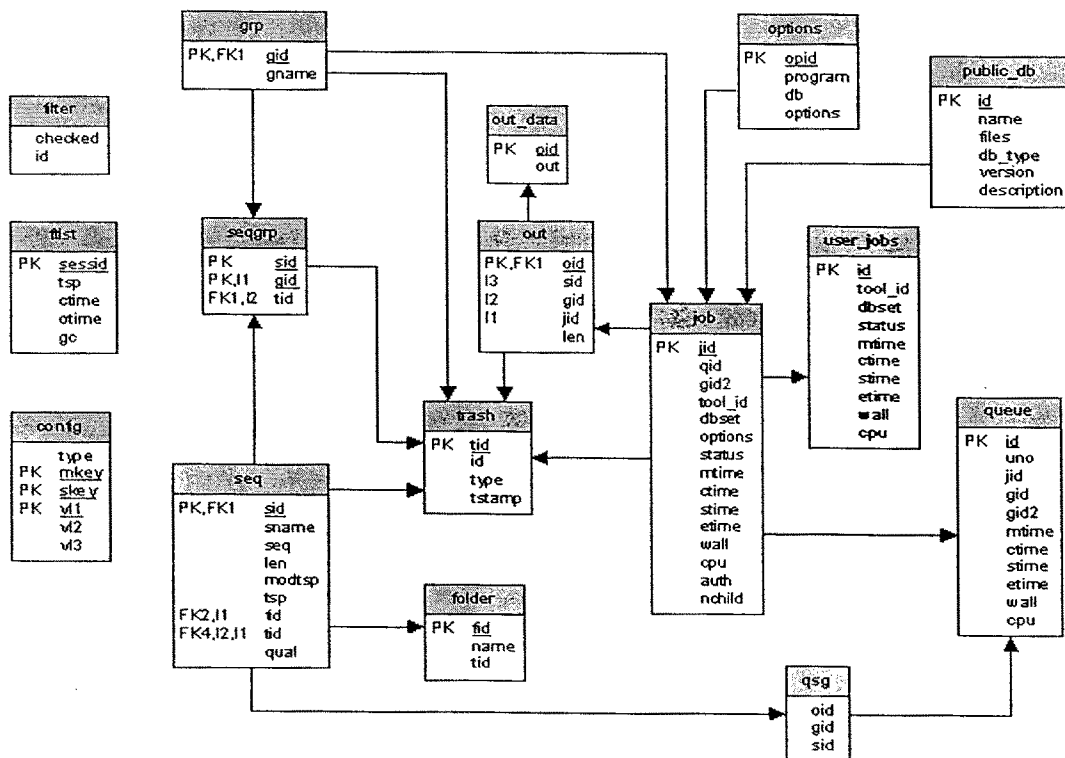 grp
PK,FK1 gid
gname
options
PK opid
program
db
options
public_db
PK id
name
files
db_type
version
description
filter
checked
id
out_data
PK oid
out
ftlst
PK sessid
tsp
ctime
otime
gc
seqgrp
PK sid
PK,I1 gid
FK1,I2 tid
out
PK,FK1 oid
I3 sid
I2 gid
I1 jid
len
user_jobs
PK id
tool_id
dbset
status
mtime
ctime
stime
etime
wall
cpu
job
PK jid
qid
gid2
tool_id
dbset
options
status
mtime
ctime
stime
etime
wall
cpu
auth
nchild
config
type
PK mkey
PK skey
PK vl1
vl2
vl3
trash
PK tid
id
type
tstamp
queue
PK id
uno
jid
gid
gid2
mtime
ctime
stime
etime
wall
cpu
seq
PK,FK1 sid
sname
seq
len
modtsp
tsp
FK2,I1 tid
FK4,I2,I1 tid
qual
folder
PK fid
name
tid
qsg
oid
gid
sid